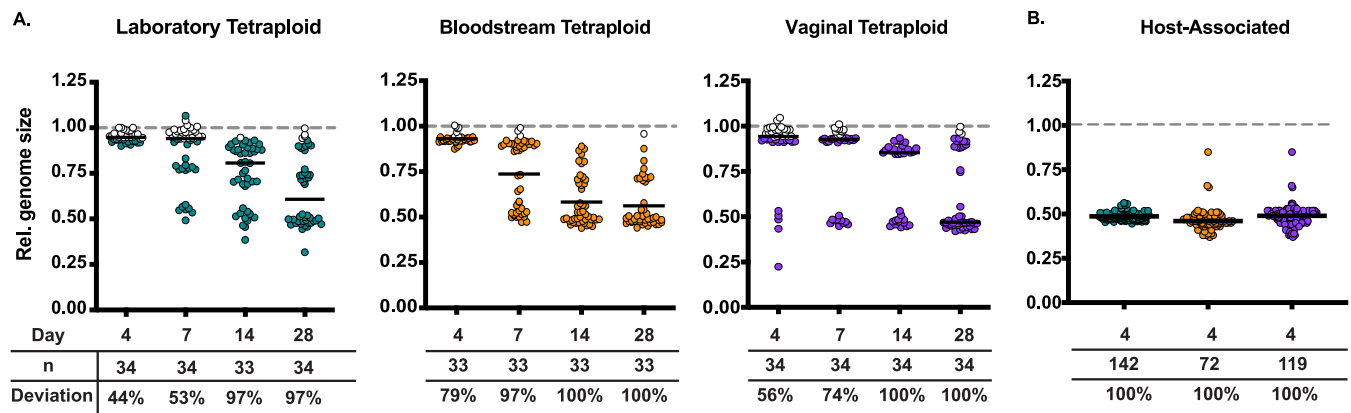 A.
Laboratory Tetraploid
Bloodstream Tetraploid
Vaginal Tetraploid
B.
Host-Associated
Rel. genome size
1.25 1.25 1.25 1.25
1.00 1.00 1.00 1.00
0.75 0.75 0.75 0.75
0.50 0.50 0.50 0.50
0.25 0.25 0.25 0.25
0.00 0.00 0.00 0.00
Day 4 7 14 28 4 7 14 28 4 7 14 28 4 4 4
n 34 34 33 34 33 33 33 33 34 34 34 34 142 72 119
Deviation 44% 53% 97% 97% 79% 97% 100% 100% 56% 74% 100% 100% 100% 100% 100%